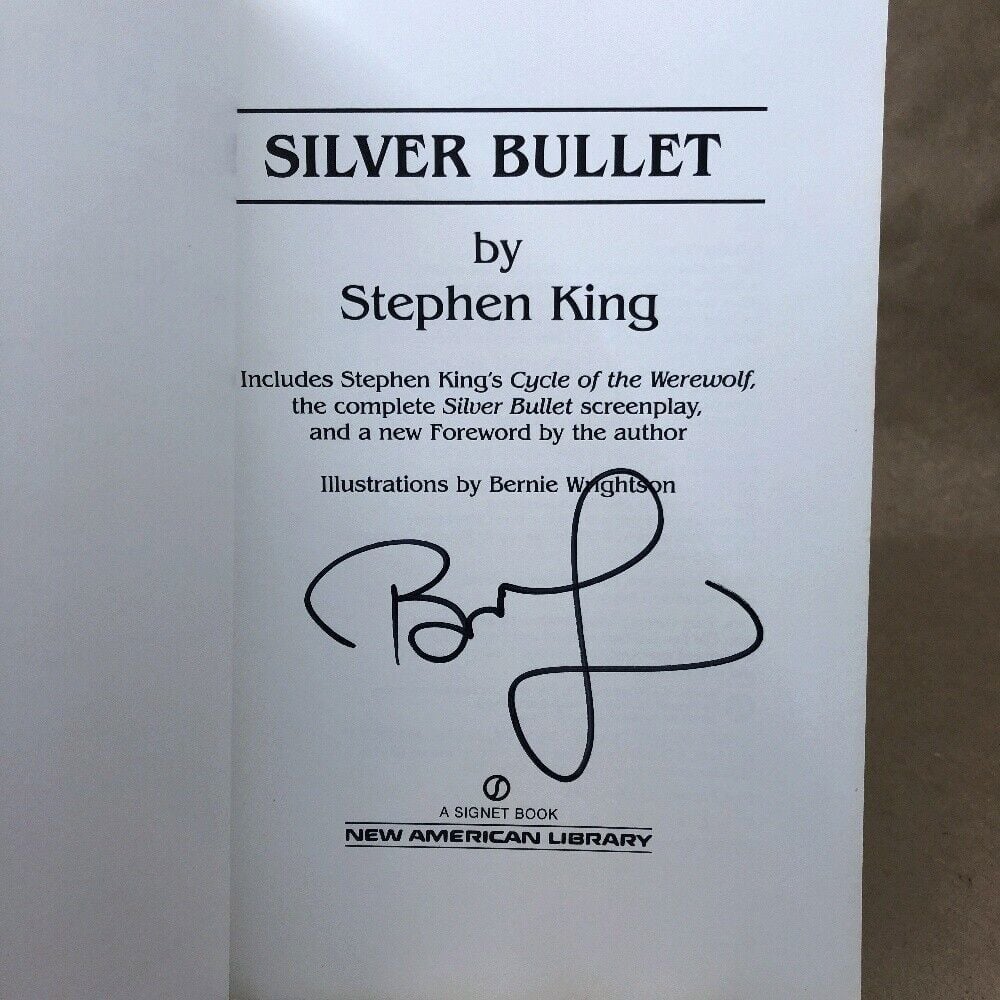 SILVER BULLET
by
Stephen King
Includes Stephen King's Cycle of the Werewolf,
the complete Silver Bullet screenplay,
and a new Foreword by the author
Illustrations by Bernie Wrightson
A SIGNET BOOK
NEW AMERICAN LIBRARY